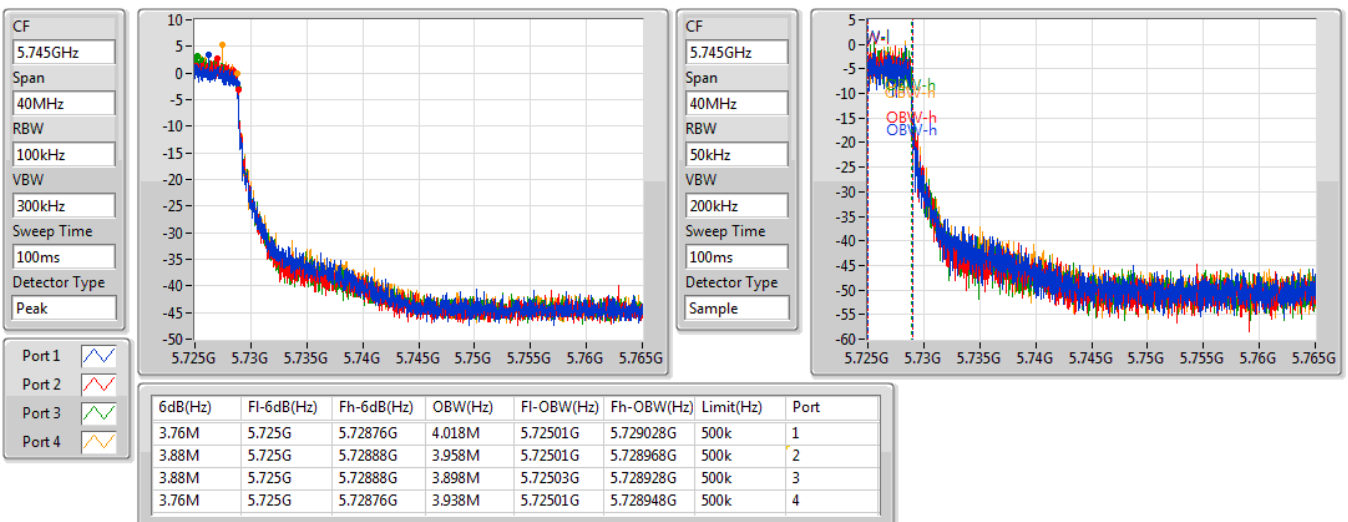 CF
5.745GHz
Span
40MHz
RBW
100kHz
VBW
300kHz
Sweep Time
100ms
Detector Type
Peak
10
5
0
-5
-10
-15
-20
-25
-30
-35
-40
-45
-50
5.725G 5.73G 5.735G 5.74G 5.745G 5.75G 5.755G 5.76G 5.765G
CF
5.745GHz
Span
40MHz
RBW
50kHz
VBW
200kHz
Sweep Time
100ms
Detector Type
Sample
5
0
-5
-10
-15
-20
-25
-30
-35
-40
-45
-50
-55
-60
W-l
OBW-h
OBW-h
OBW-h
OBW-h
5.725G 5.73G 5.735G 5.74G 5.745G 5.75G 5.755G 5.76G 5.765G
Port 1
Port 2
Port 3
Port 4
6dB(Hz) Fl-6dB(Hz) Fh-6dB(Hz) OBW(Hz) Fl-OBW(Hz) Fh-OBW(Hz) Limit(Hz) Port
3.76M 5.725G 5.72876G 4.018M 5.72501G 5.729028G 500k 1
3.88M 5.725G 5.72888G 3.958M 5.72501G 5.728968G 500k 2
3.88M 5.725G 5.72888G 3.898M 5.72503G 5.728928G 500k 3
3.76M 5.725G 5.72876G 3.938M 5.72501G 5.728948G 500k 4